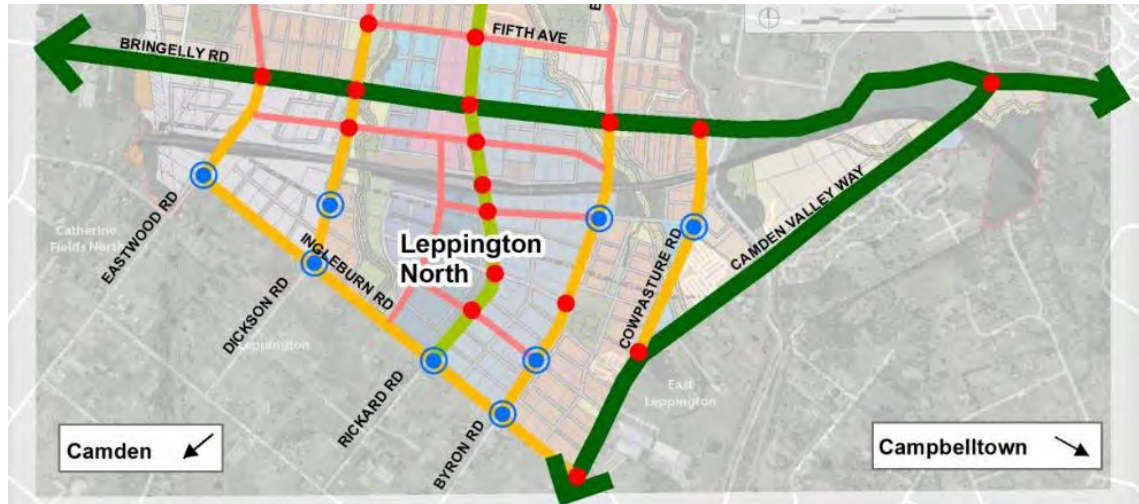 FIFTH AVE
BRINGELLY RD
EASTWOOD RD
Catherine
Fields North
DICKSON RD
INGLEBURN RD
Leppington
Leppington
North
RICKARD RD
BYRON RD
COWPASTURE RD
CAMDEN VALLEY WAY
East
Leppington
Camden
Campbelltown